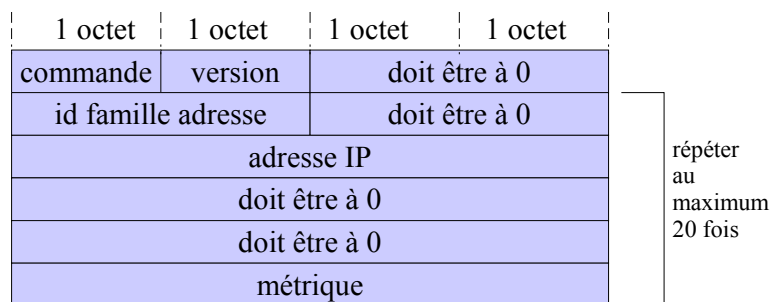 1 octet 1 octet 1 octet 1 octet
commande version doit être à 0
id famille adresse doit être à 0
adresse IP
doit être à 0
doit être à 0
métrique
répéter
au
maximum
20 fois